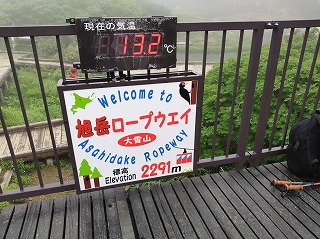 現在の気温
13.2℃
Welcome to
旭岳ロープウエイ
大雪山
Asahidake Ropeway
標高
Elevation 2291m